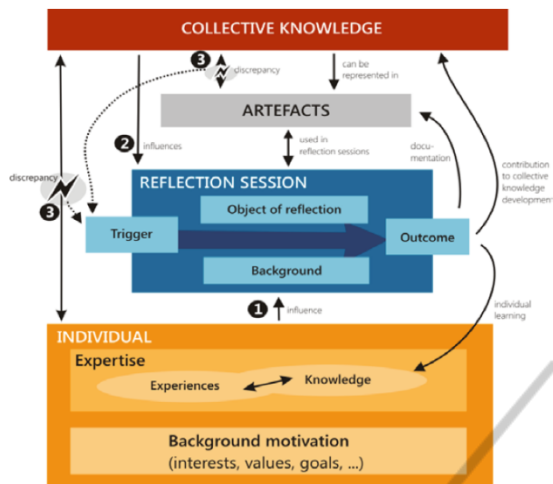 COLLECTIVE KNOWLEDGE
3
discrepancy
can be
represented in
ARTEFACTS
2
influences
used in
reflection sessions
docu-
mentation
contribution
to collective
knowledge
development
discrepancy
3
REFLECTION SESSION
Object of reflection
Trigger
Outcome
Background
1
influence
individual
learning
INDIVIDUAL
Expertise
Experiences
Knowledge
Background motivation
(interests, values, goals, ...)